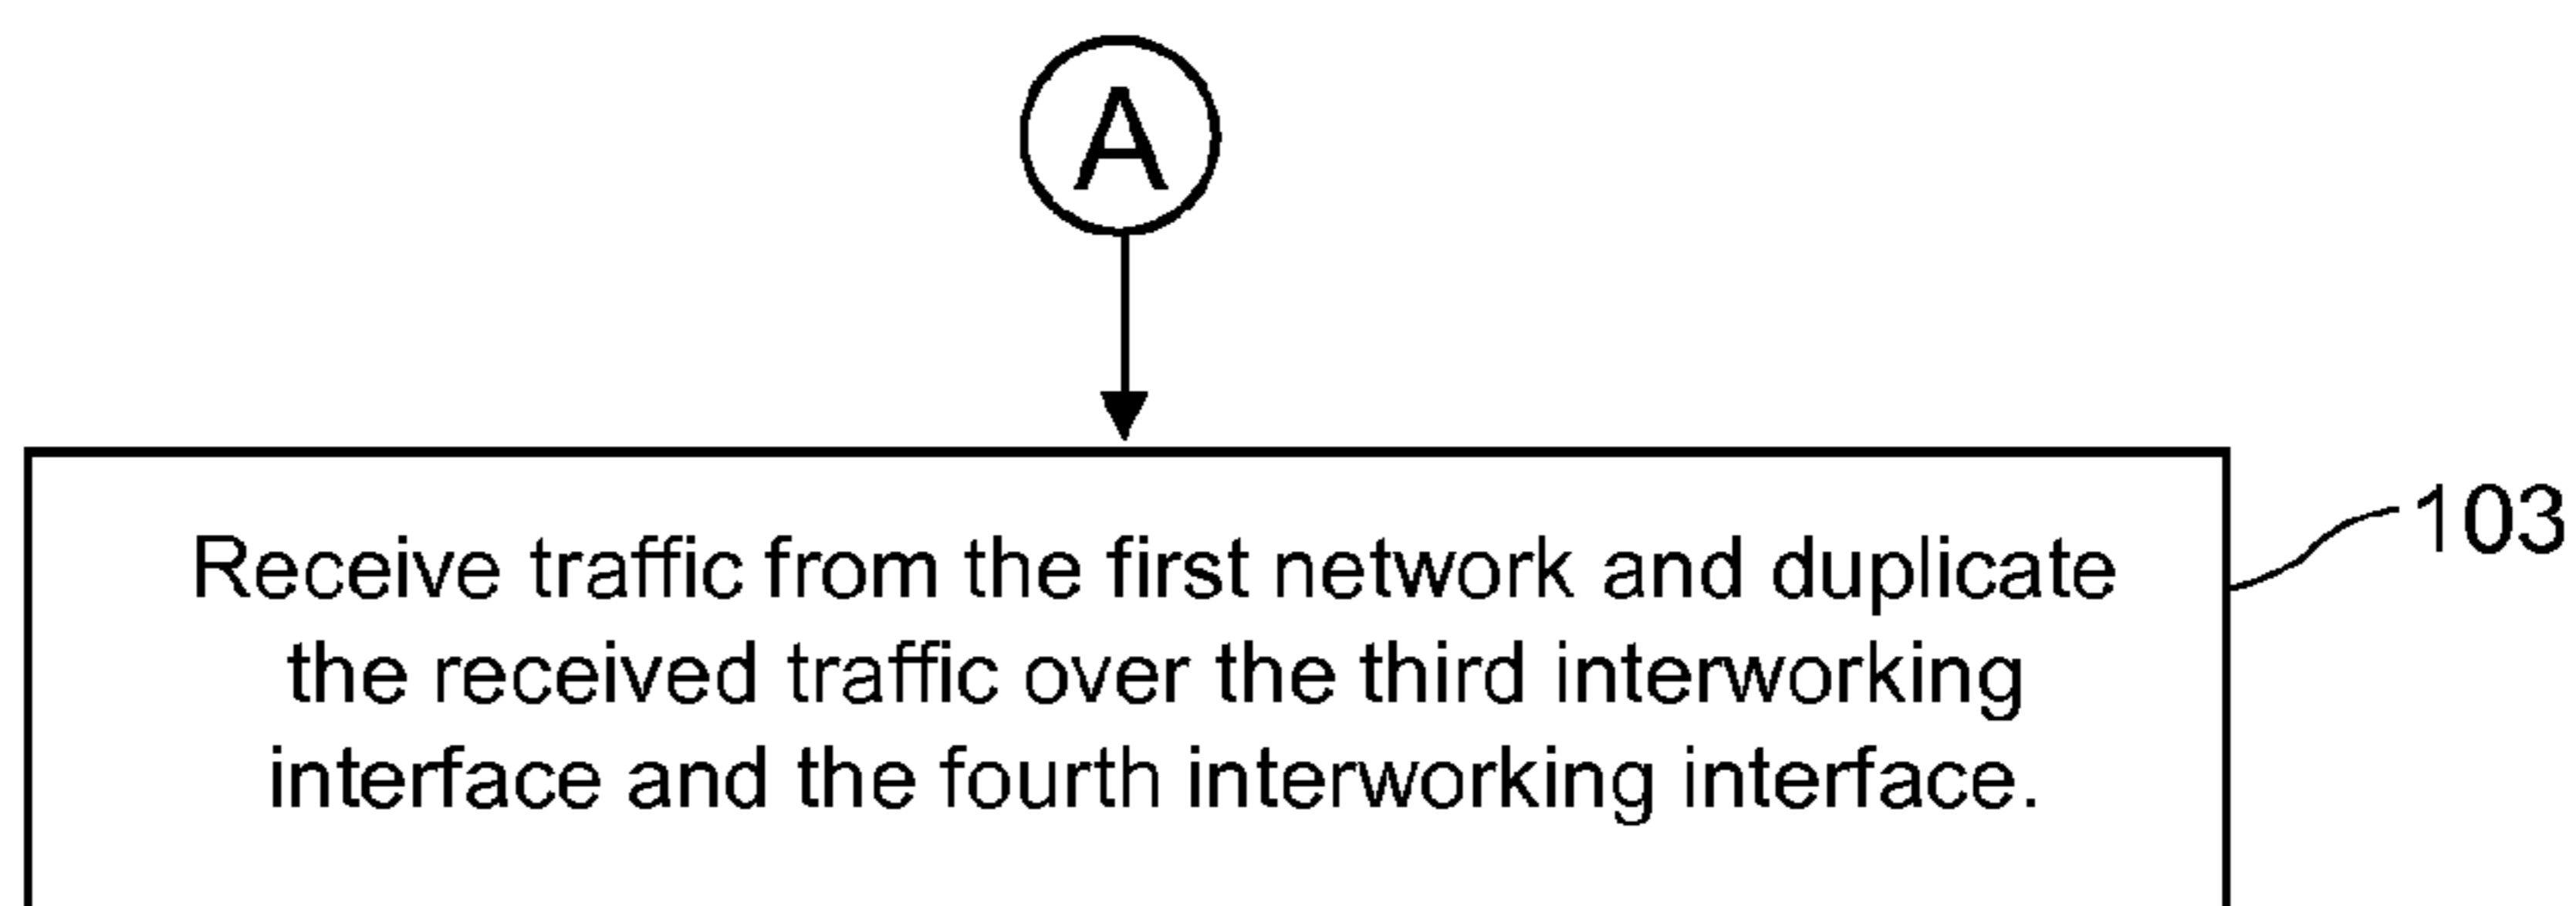 A
Receive traffic from the first network and duplicate
103
the received traffic over the third interworking
interface and the fourth interworking interface.